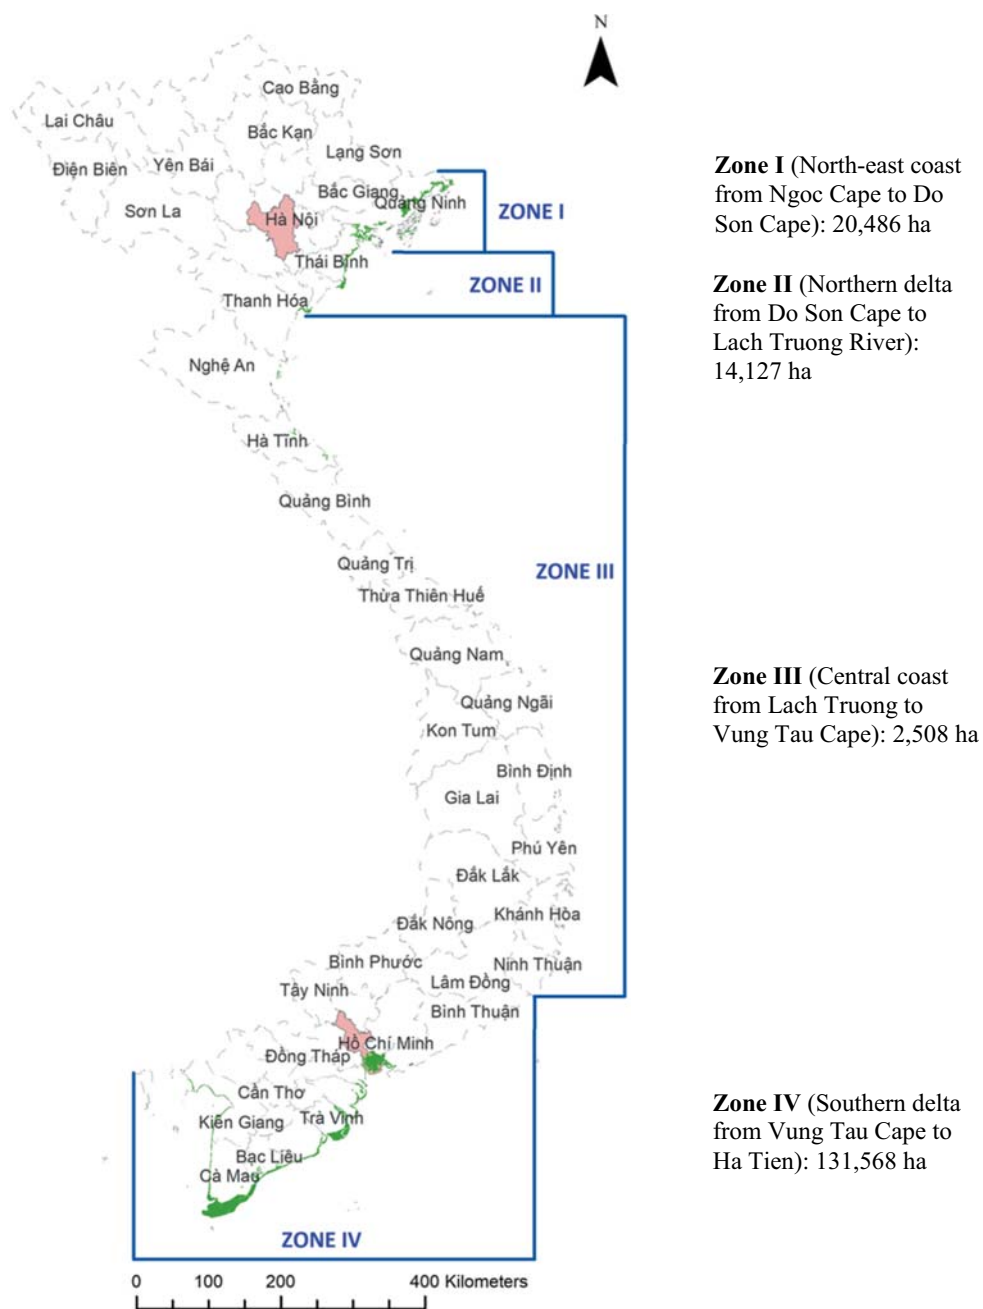 N
Cao Bằng
Lai Châu
Bắc Kạn
Lạng Sơn
Điện Biên
Yên Bái
Bắc Giang
Quảng Ninh
Sơn La
Hà Nội
ZONE I
Thái Bình
ZONE II
Thanh Hóa
Nghệ An
Hà Tĩnh
Quảng Bình
Quảng Trị
ZONE III
Thừa Thiên Huế
Quảng Nam
Quảng Ngãi
Kon Tum
Bình Định
Gia Lai
Phú Yên
Đắk Lắk
Khánh Hòa
Đắk Nông
Bình Phước
Ninh Thuận
Lâm Đồng
Tây Ninh
Bình Thuận
Hồ Chí Minh
Đồng Tháp
Cần Thơ
Kiên Giang
Trà Vinh
Bạc Liêu
Cà Mau
ZONE IV
0 100 200 400 Kilometers
Zone I (North-east coast
from Ngoc Cape to Do
Son Cape): 20,486 ha
Zone II (Northern delta
from Do Son Cape to
Lach Truong River):
14,127 ha
Zone III (Central coast
from Lach Truong to
Vung Tau Cape): 2,508 ha
Zone IV (Southern delta
from Vung Tau Cape to
Ha Tien): 131,568 ha